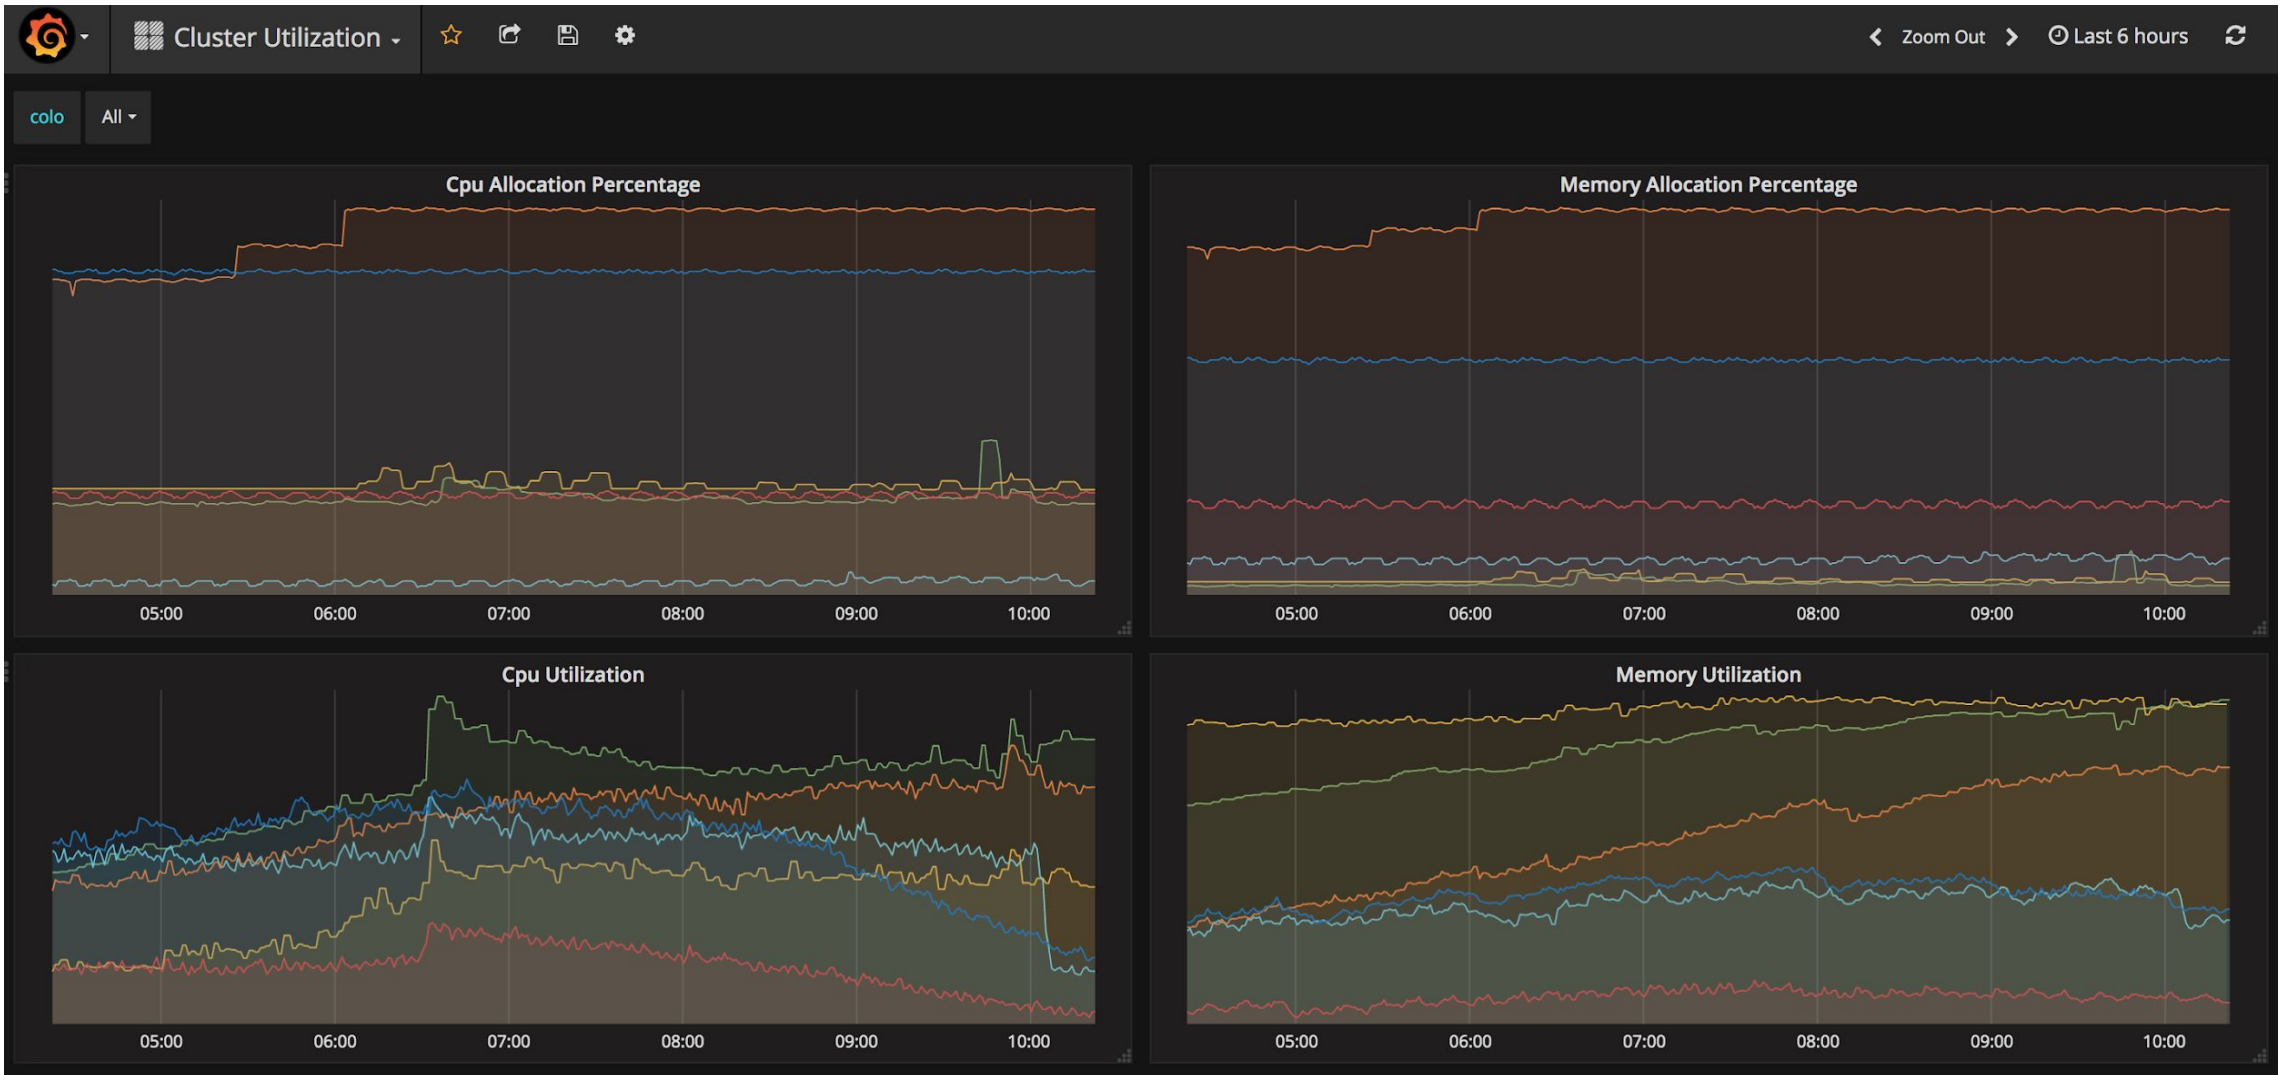 Cluster Utilization
Zoom Out
Last 6 hours
colo
All
Cpu Allocation Percentage
05:00 06:00 07:00 08:00 09:00 10:00
Memory Allocation Percentage
05:00 06:00 07:00 08:00 09:00 10:00
Cpu Utilization
05:00 06:00 07:00 08:00 09:00 10:00
Memory Utilization
05:00 06:00 07:00 08:00 09:00 10:00